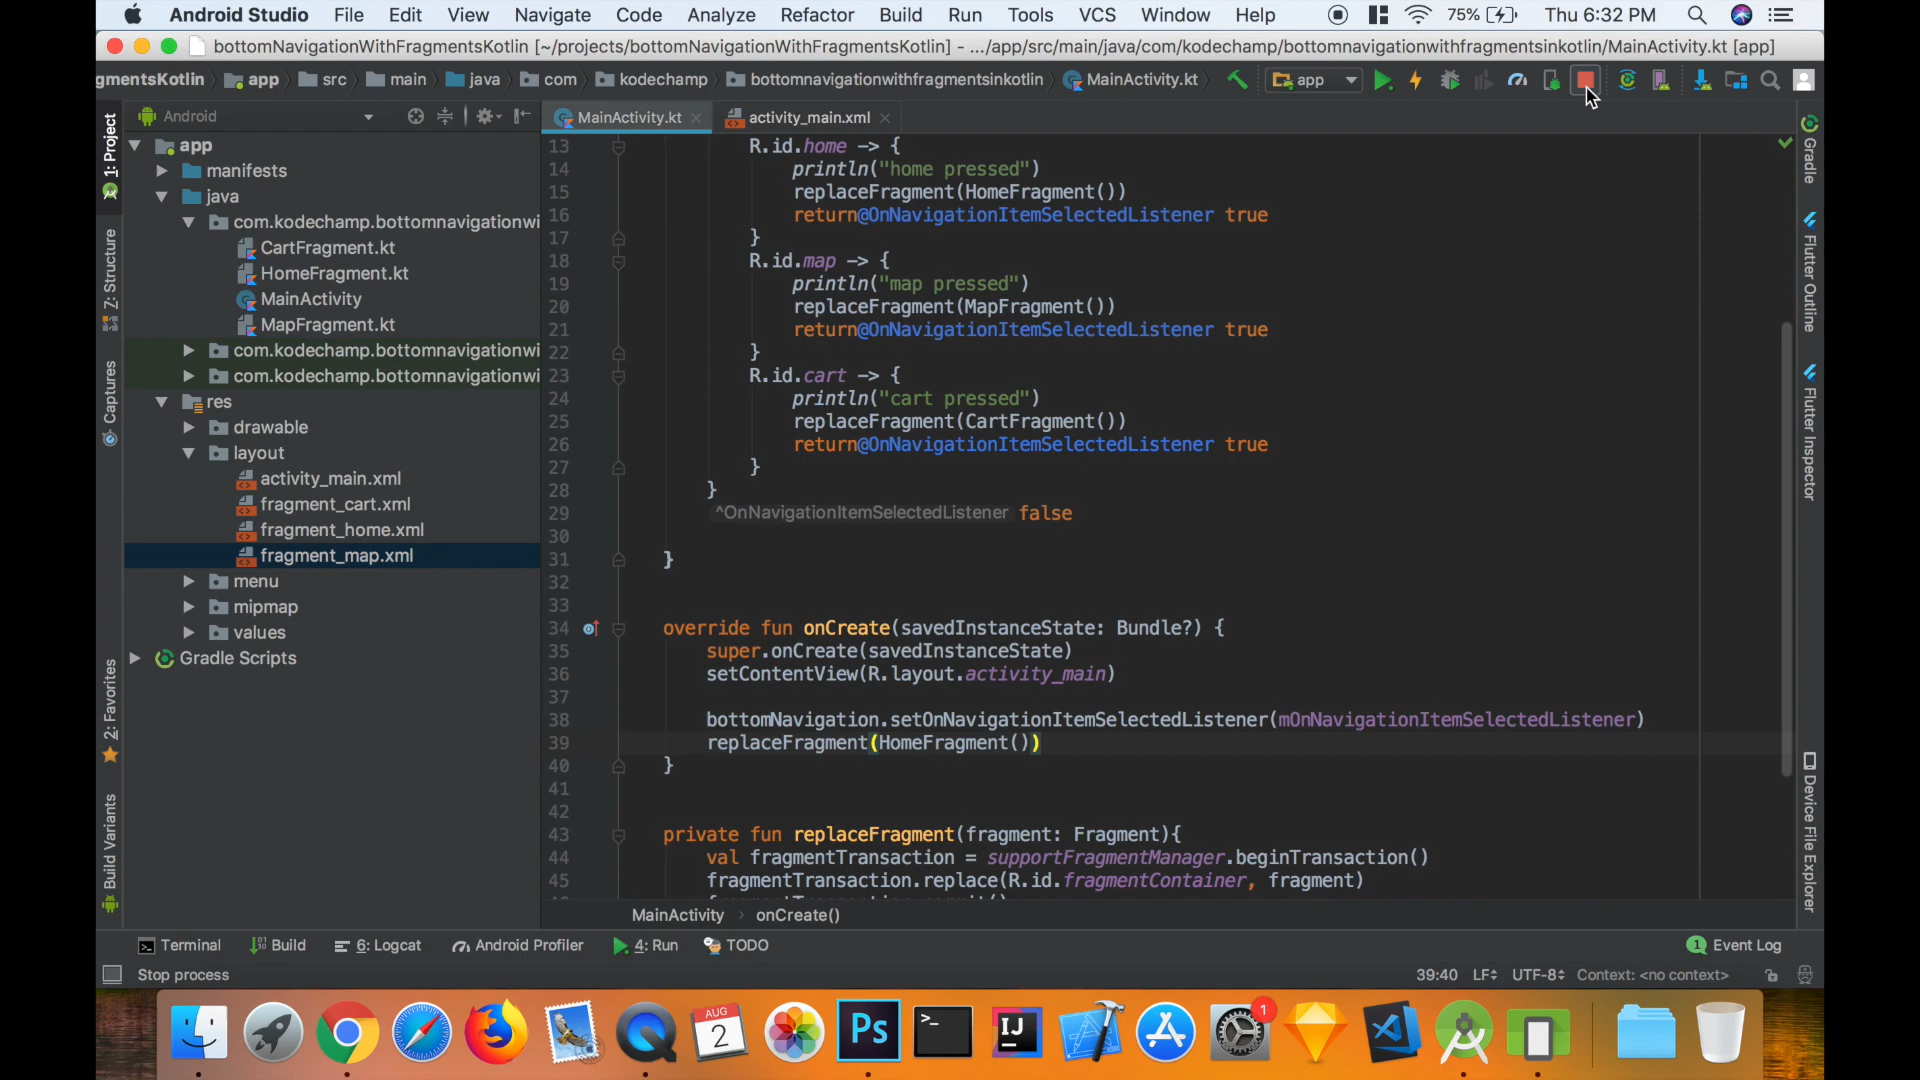 Android Studio File Edit View Navigate Code Analyze Refactor Build Run Tools VCS Window Help 75% Thu 6:32 PM
bottomNavigationWithFragmentsKotlin [~/projects/bottomNavigationWithFragmentsKotlin] - .../app/src/main/java/com/kodechamp/bottomnavigationwithfragmentsinkotlin/MainActivity.kt [app]
gmentsKotlin app src main java com kodechamp bottomnavigationwithfragmentsinkotlin MainActivity.kt app
Android
MainActivity.kt activity_main.xml
1: Project
Z: Structure
Captures
2: Favorites
Build Variants
app
manifests
java
com.kodechamp.bottomnavigationwi
CartFragment.kt
HomeFragment.kt
MainActivity
MapFragment.kt
com.kodechamp.bottomnavigationwi
com.kodechamp.bottomnavigationwi
res
drawable
layout
activity_main.xml
fragment_cart.xml
fragment_home.xml
fragment_map.xml
menu
mipmap
values
Gradle Scripts
13 R.id.home -> {
14 println("home pressed")
15 replaceFragment(HomeFragment())
16 return@OnNavigationItemSelectedListener true
17 }
18 R.id.map -> {
19 println("map pressed")
20 replaceFragment(MapFragment())
21 return@OnNavigationItemSelectedListener true
22 }
23 R.id.cart -> {
24 println("cart pressed")
25 replaceFragment(CartFragment())
26 return@OnNavigationItemSelectedListener true
27 }
28 }
29 ^OnNavigationItemSelectedListener false
30
31 }
32
33
34 override fun onCreate(savedInstanceState: Bundle?) {
35 super.onCreate(savedInstanceState)
36 setContentView(R.layout.activity_main)
37
38 bottomNavigation.setOnNavigationItemSelectedListener(mOnNavigationItemSelectedListener)
39 replaceFragment(HomeFragment())
40 }
41
42
43 private fun replaceFragment(fragment: Fragment){
44 val fragmentTransaction = supportFragmentManager.beginTransaction()
45 fragmentTransaction.replace(R.id.fragmentContainer, fragment)
Gradle
Flutter Outline
Flutter Inspector
Device File Explorer
MainActivity › onCreate()
Terminal Build 6: Logcat Android Profiler 4: Run TODO 1 Event Log
Stop process 39:40 LF UTF-8 Context: <no context>
AUG
2
Ps
>_
IJ
1